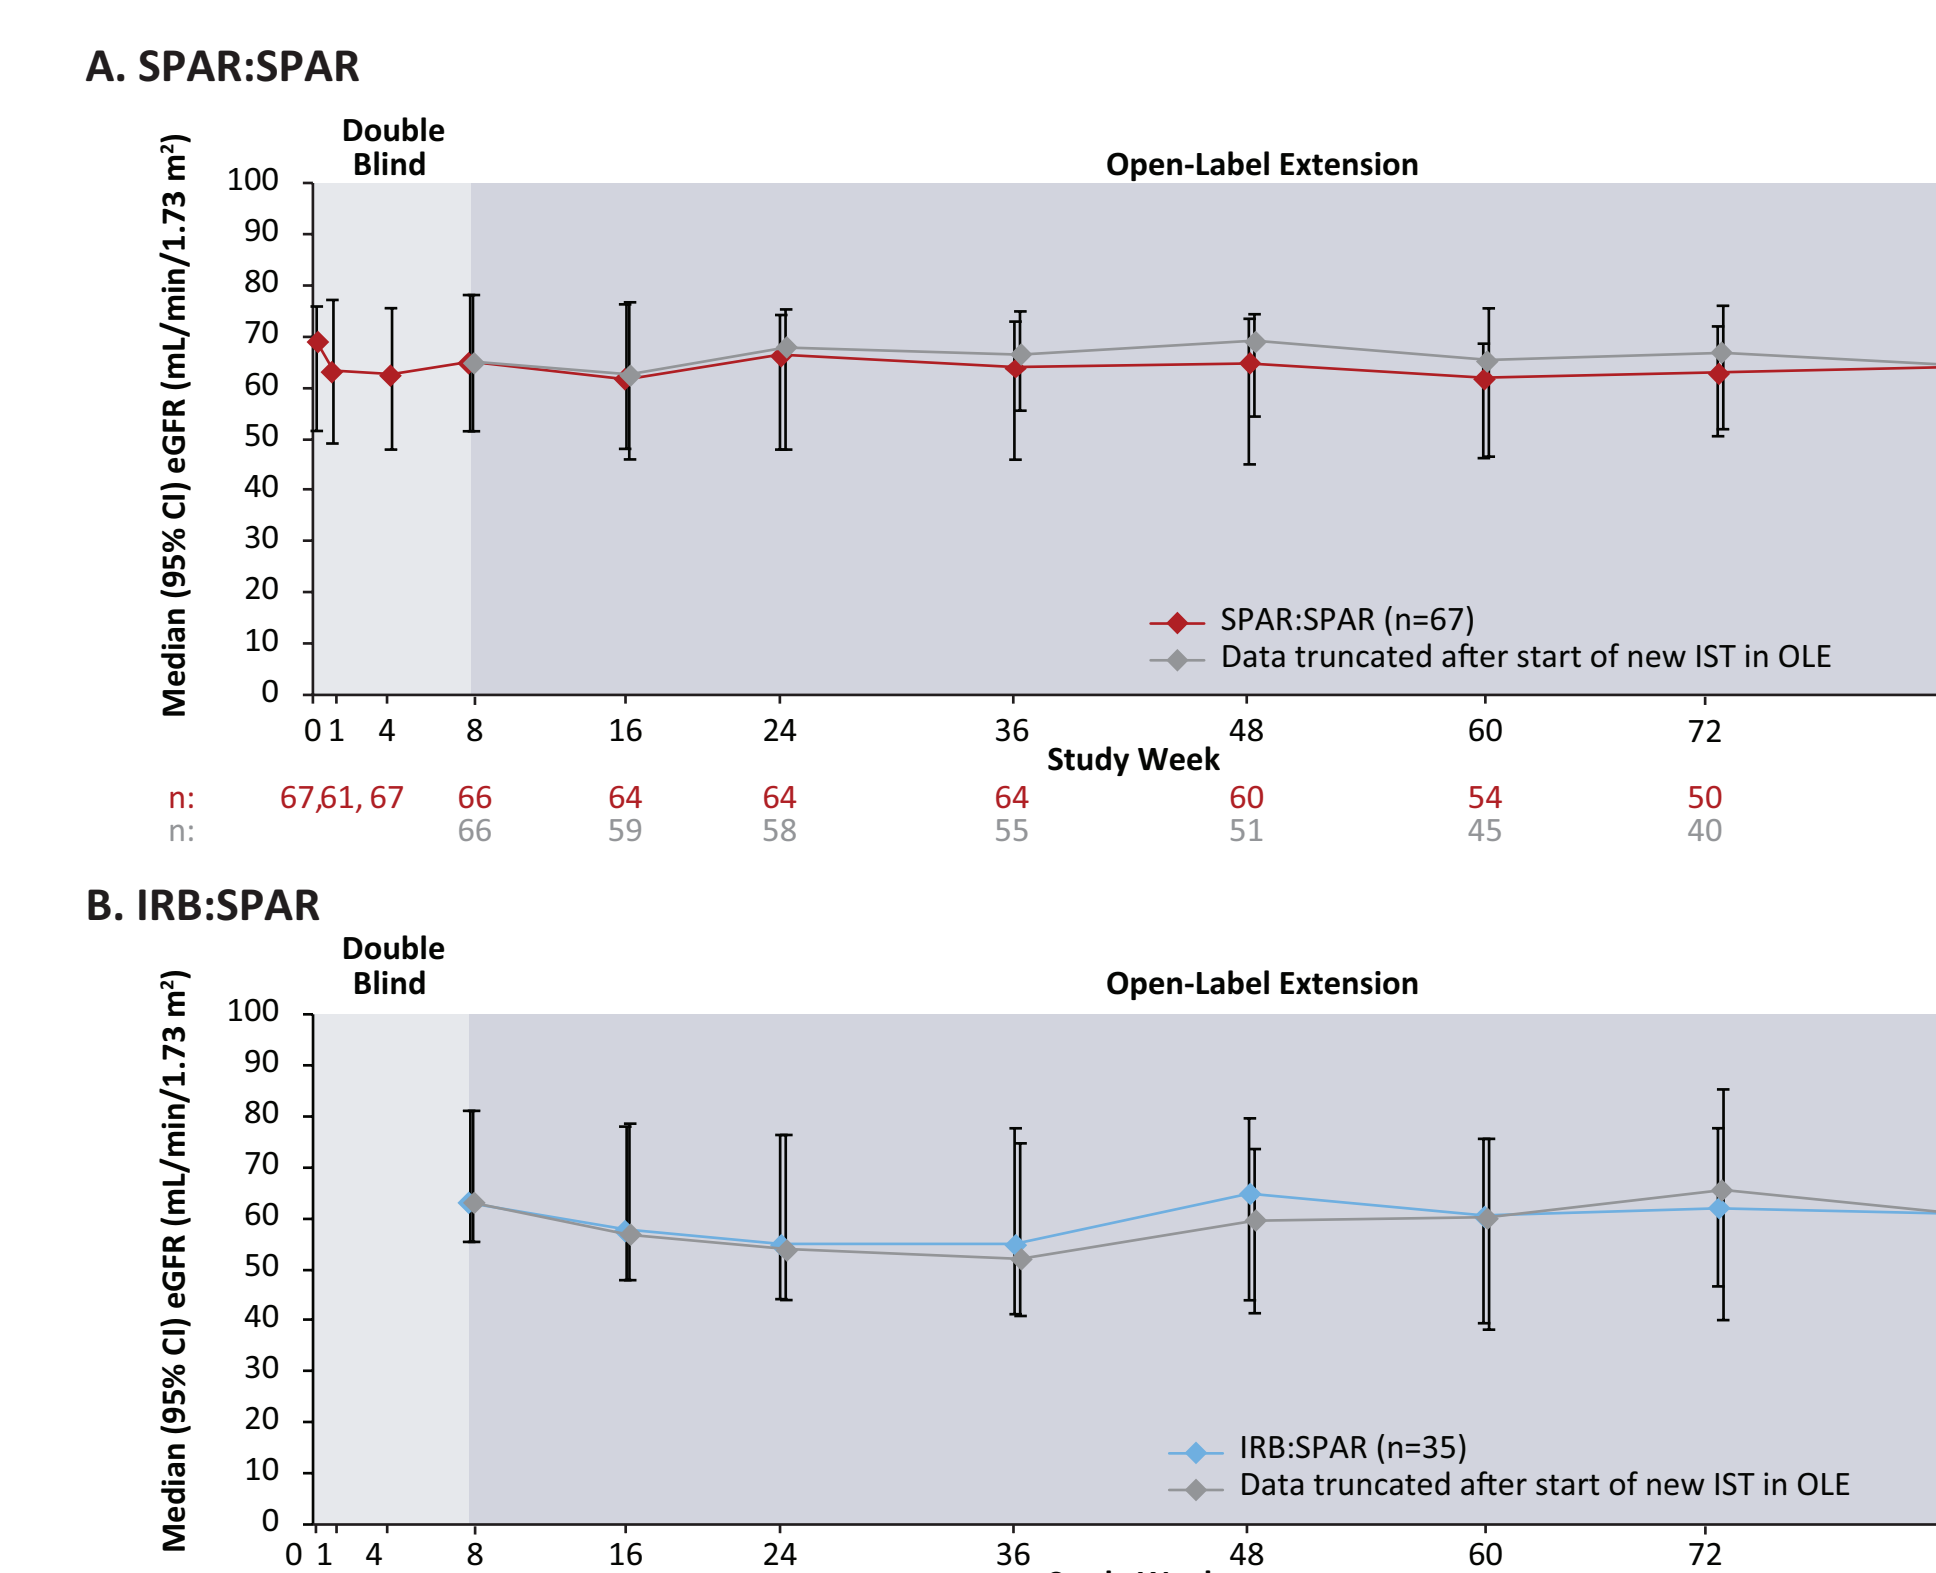 A. SPAR:SPAR
Double
Blind
Open-Label Extension
Median (95% CI) eGFR (mL/min/1.73 m²)
100
90
80
70
60
50
40
30
20
10
0
SPAR:SPAR (n=67)
Data truncated after start of new IST in OLE
0 1 4 8 16 24 36 48 60 72
Study Week
n: 67,61, 67 66 64 64 64 60 54 50
n: 66 59 58 55 51 45 40
B. IRB:SPAR
Double
Blind
Open-Label Extension
Median (95% CI) eGFR (mL/min/1.73 m²)
100
90
80
70
60
50
40
30
20
10
0
IRB:SPAR (n=35)
Data truncated after start of new IST in OLE
0 1 4 8 16 24 36 48 60 72